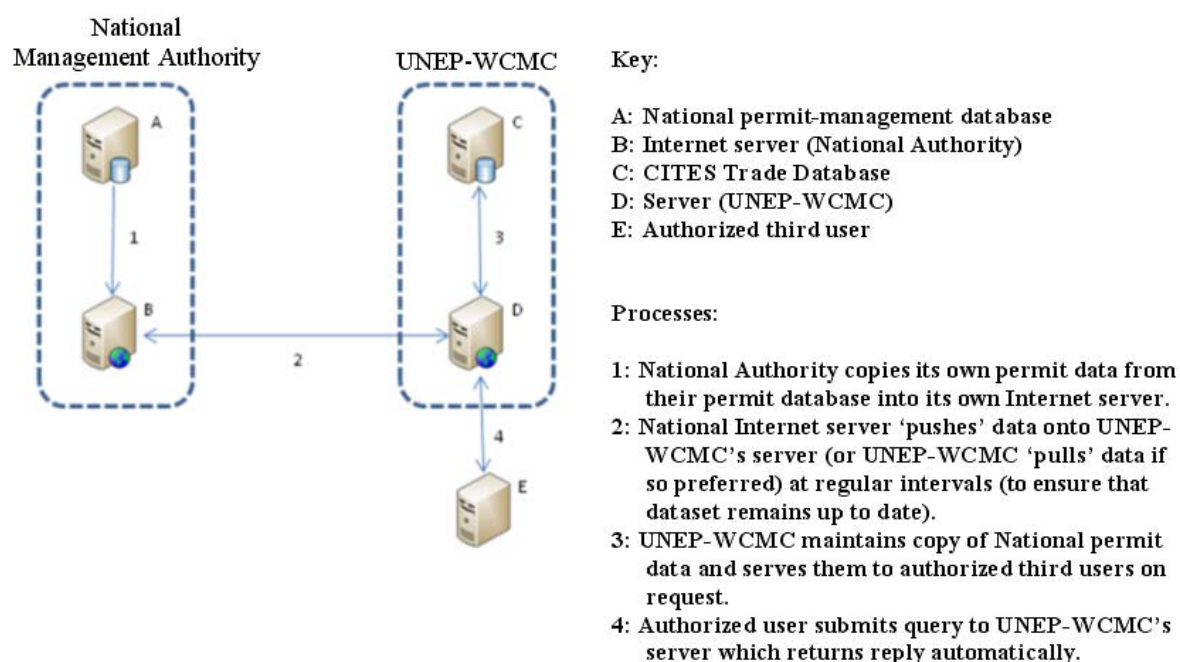 National
Management Authority
UNEP-WCMC
A
1
B
2
C
3
D
4
E
Key:
A: National permit-management database
B: Internet server (National Authority)
C: CITES Trade Database
D: Server (UNEP-WCMC)
E: Authorized third user
Processes:
1: National Authority copies its own permit data from
their permit database into its own Internet server.
2: National Internet server ‘pushes’ data onto UNEP-
WCMC’s server (or UNEP-WCMC ‘pulls’ data if
so preferred) at regular intervals (to ensure that
dataset remains up to date).
3: UNEP-WCMC maintains copy of National permit
data and serves them to authorized third users on
request.
4: Authorized user submits query to UNEP-WCMC’s
server which returns reply automatically.